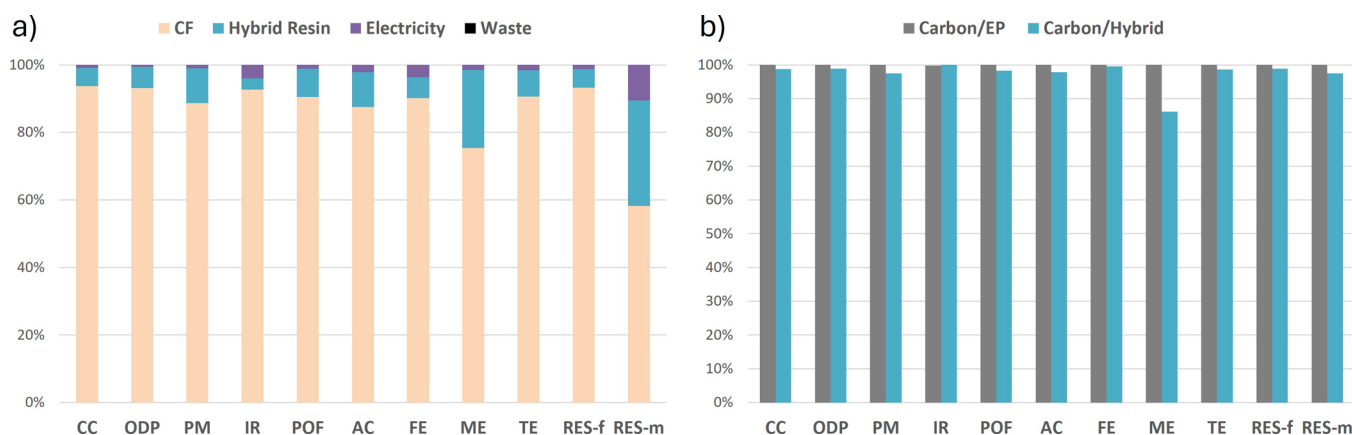 a)
CF Hybrid Resin Electricity Waste
100%
80%
60%
40%
20%
0%
CC ODP PM IR POF AC FE ME TE RES-f RES-m
b)
Carbon/EP Carbon/Hybrid
100%
90%
80%
70%
60%
50%
40%
30%
20%
10%
0%
CC ODP PM IR POF AC FE ME TE RES-f RES-m